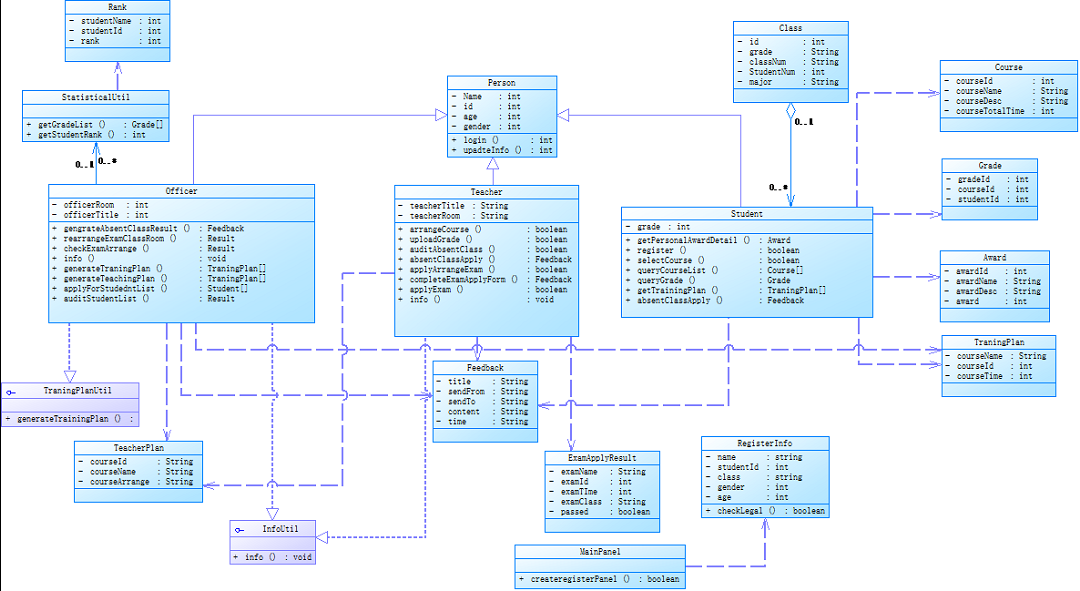 Rank
- studentName : int
- studentId : int
- rank : int
StatisticalUtil
+ getGradeList () : Grade[]
+ getStudentRank () : int
0..1
0..*
Person
- Name : int
- id : int
- age : int
- gender : int
+ login () : int
+ upadteInfo () : int
Class
- id : int
- grade : String
- classNum : String
- StudentNum : int
- major : String
0..1
0..*
Course
- courseId : int
- courseName : String
- courseDesc : String
- courseTotalTime : int
Grade
- gradeId : int
- courseId : int
- studentId : int
Officer
- officerRoom : int
- officerTitle : int
+ gengrateAbsentClassResult () : Feedback
+ rearrangeExamClassRoom () : Result
+ checkExamArrange () : Result
+ info () : void
+ generateTraningPlan () : TraningPlan[]
+ generateTeachingPlan () : TraningPlan[]
+ applyForStudedntList () : Student[]
+ auditStudentList () : Result
Teacher
- teacherTitle : String
- teacherRoom : String
+ arrangeCourse () : boolean
+ uploadGrade () : boolean
+ auditAbsentClass () : boolean
+ absentClassApply () : Feedback
+ applyArrangeExam () : boolean
+ completeExamApplyForm () : Feedback
+ applyExam () : boolean
+ info () : void
Student
- grade : int
+ getPersonalAwardDetail () : Award
+ register () : boolean
+ selectCourse () : boolean
+ queryCourseList () : Course[]
+ queryGrade () : Grade
+ getTrainingPlan () : TraningPlan[]
+ absentClassApply () : Feedback
Award
- awardId : int
- awardName : String
- awardDesc : String
- award : int
TraningPlan
- courseName : String
- courseId : int
- courseTime : int
TraningPlanUtil
+ generateTrainingPlan () :
Feedback
- title : String
- sendFrom : String
- sendTo : String
- content : String
- time : String
TeacherPlan
- courseId : String
- courseName : String
- courseArrange : String
ExamApplyResult
- examName : String
- examId : int
- examTIme : int
- examClass : String
- passed : boolean
RegisterInfo
- name : string
- studentId : int
- class : string
- gender : int
- age : int
+ checkLegal () : boolean
InfoUtil
+ info () : void
MainPanel
+ createregisterPanel () : boolean